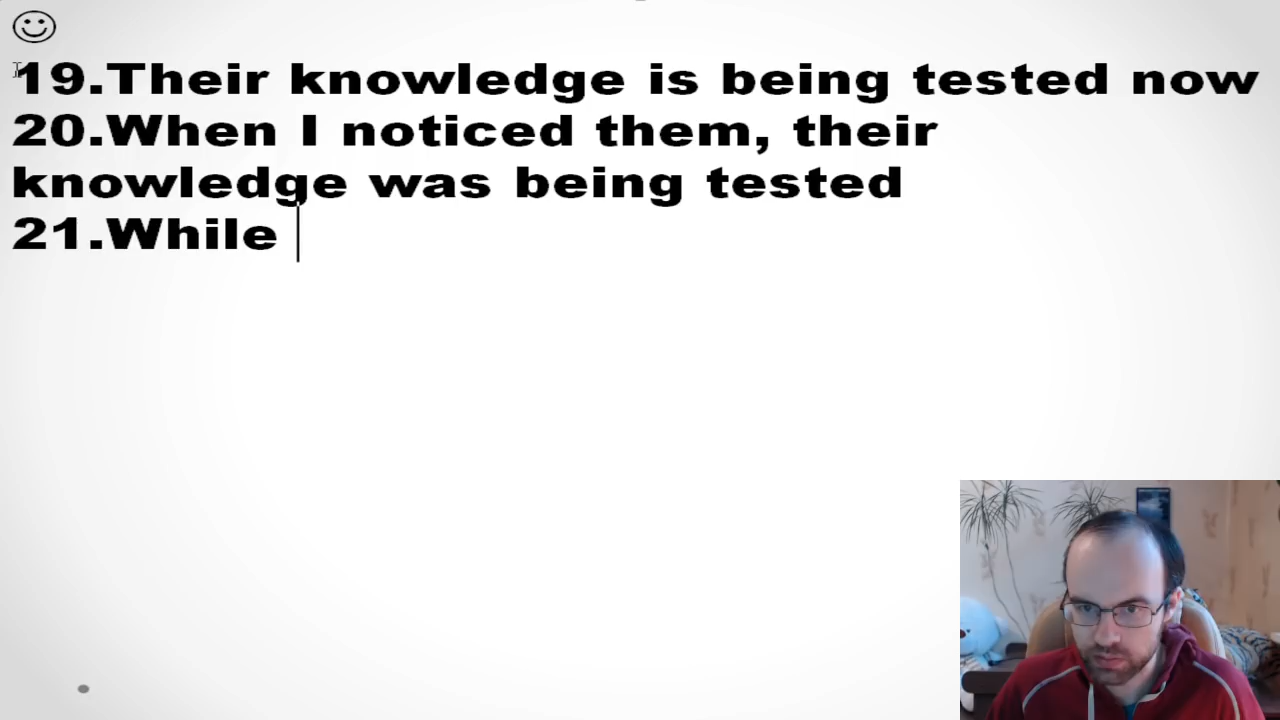 19.Their knowledge is being tested now
20.When I noticed them, their
knowledge was being tested
21.While